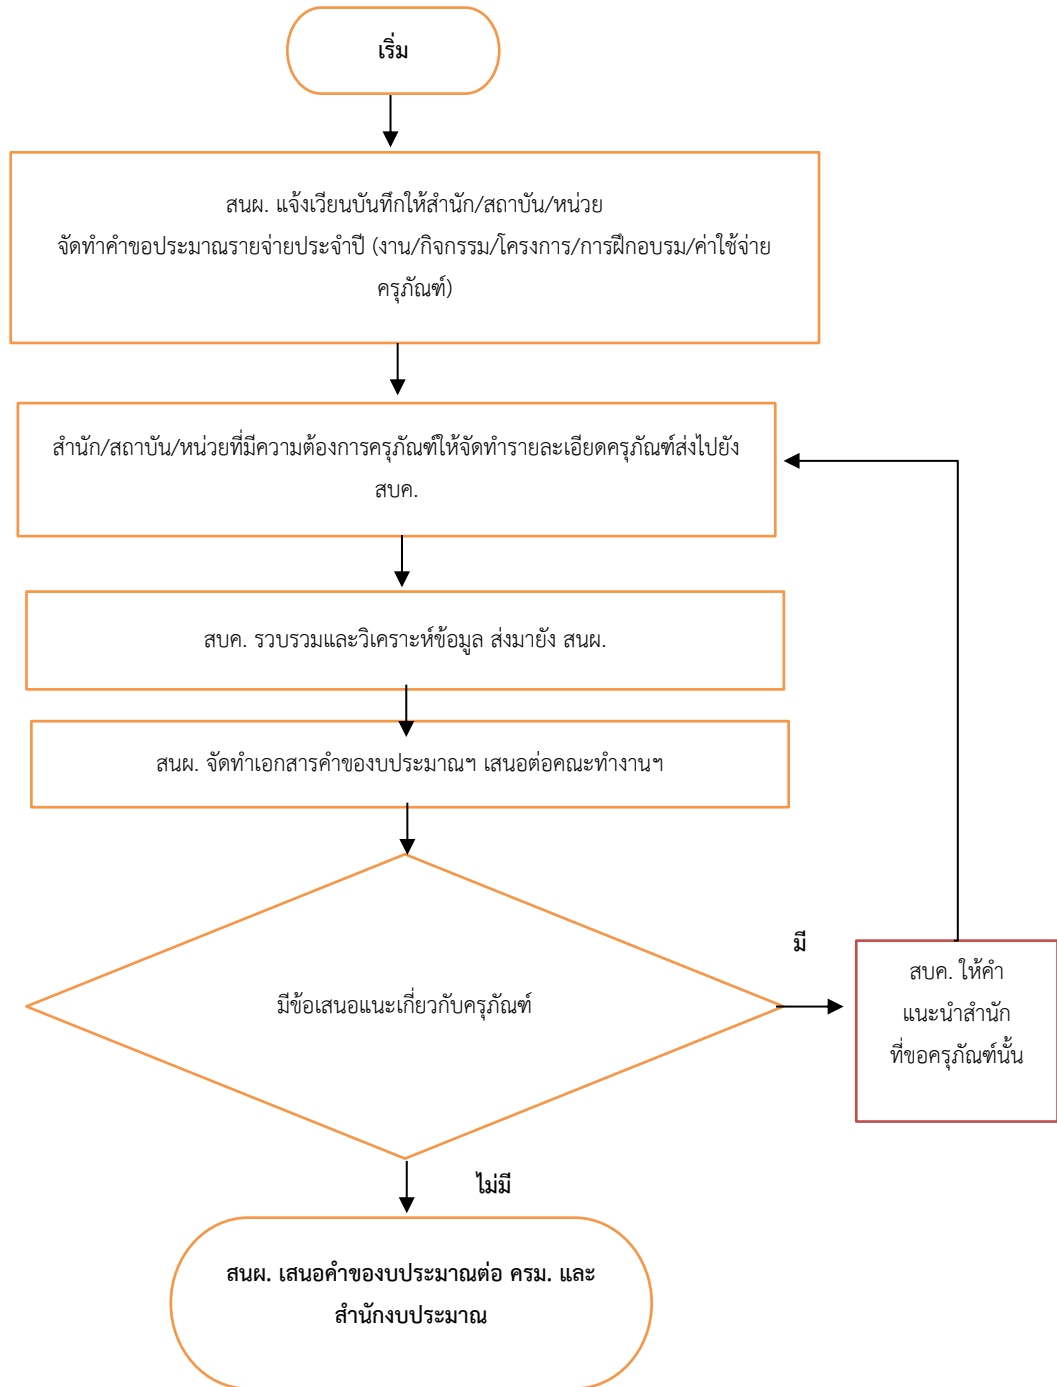 เริ่ม
สนผ. แจ้งเวียนบันทึกให้สำนัก/สถาบัน/หน่วย
จัดทำคำขอประมาณรายจ่ายประจำปี (งาน/กิจกรรม/โครงการ/การฝึกอบรม/ค่าใช้จ่าย
ครุภัณฑ์)
สำนัก/สถาบัน/หน่วยที่มีความต้องการครุภัณฑ์ให้จัดทำรายละเอียดครุภัณฑ์ส่งไปยัง
สบค.
สบค. รวบรวมและวิเคราะห์ข้อมูล ส่งมายัง สนผ.
สนผ. จัดทำเอกสารคำของบประมาณฯ เสนอต่อคณะทำงานฯ
มีข้อเสนอแนะเกี่ยวกับครุภัณฑ์
มี
สบค. ให้คำ
แนะนำสำนัก
ที่ขอครุภัณฑ์นั้น
ไม่มี
สนผ. เสนอคำของบประมาณต่อ ครม. และ
สำนักงบประมาณ